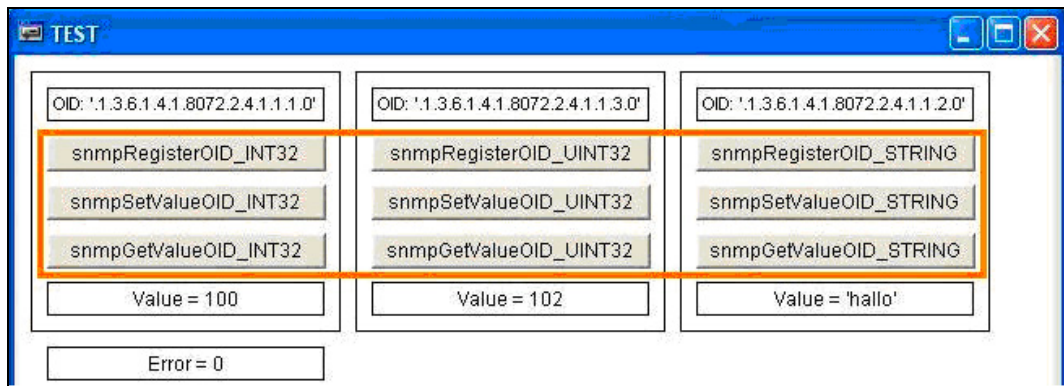 TEST
OID: '.1.3.6.1.4.1.8072.2.4.1.1.1.0'
snmpRegisterOID_INT32
snmpSetValueOID_INT32
snmpGetValueOID_INT32
Value = 100
OID: '.1.3.6.1.4.1.8072.2.4.1.1.3.0'
snmpRegisterOID_UINT32
snmpSetValueOID_UINT32
snmpGetValueOID_UINT32
Value = 102
OID: '.1.3.6.1.4.1.8072.2.4.1.1.2.0'
snmpRegisterOID_STRING
snmpSetValueOID_STRING
snmpGetValueOID_STRING
Value = 'hallo'
Error = 0